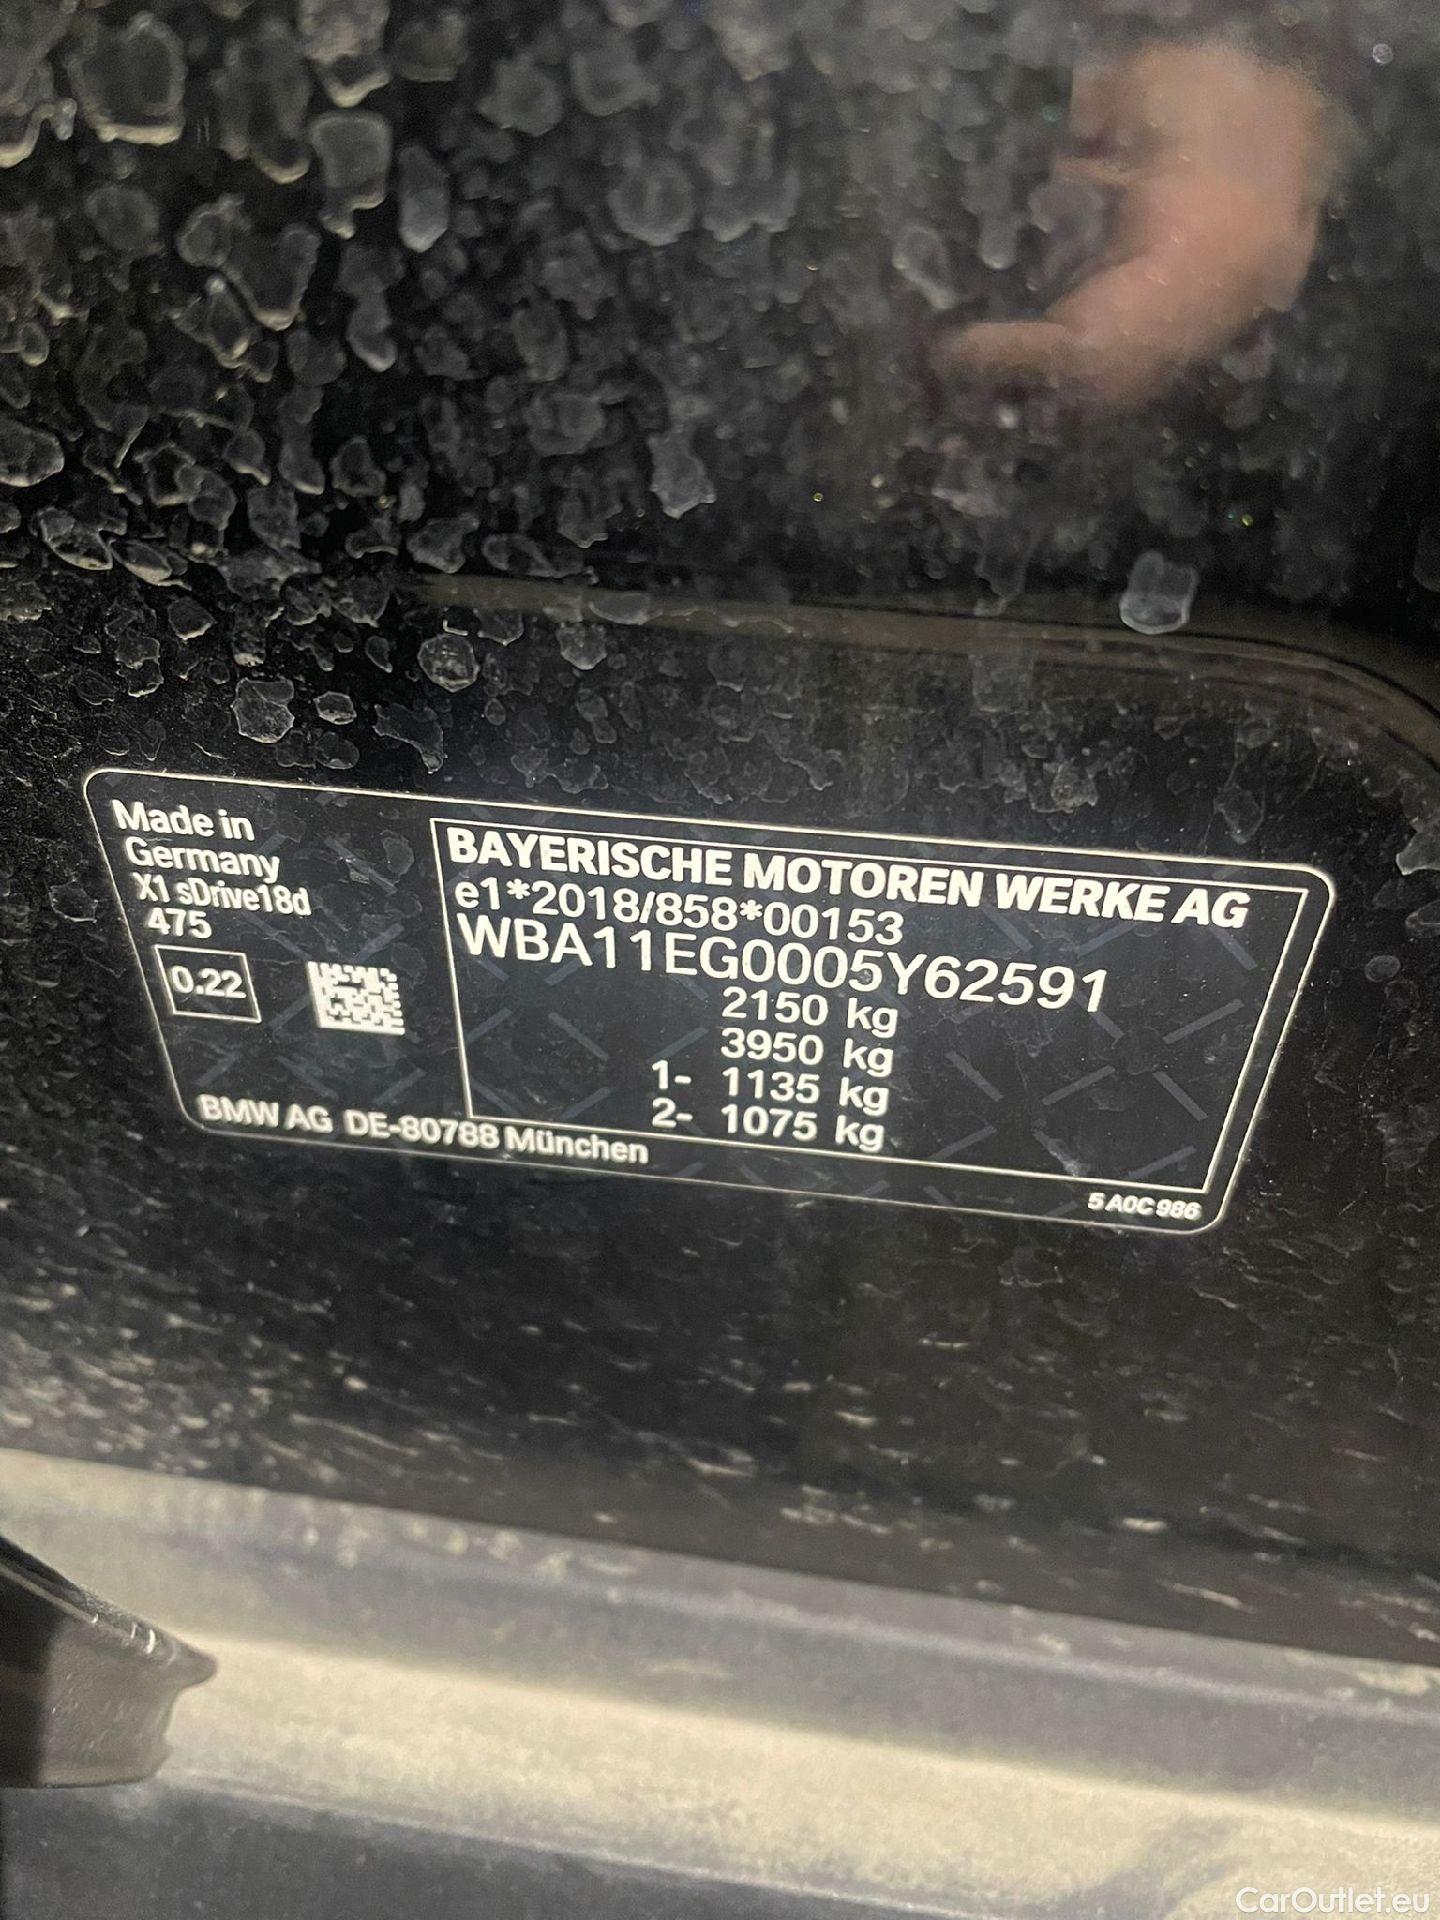 Made in
Germany
X1 sDrive18d
475
0.22
BAYERISCHE MOTOREN WERKE AG
e1*2018/858*00153
WBA11EG0005Y62591
2150 kg
3950 kg
1- 1135 kg
2- 1075 kg
BMW AG DE-80788 München
5 A0C 986
CarOutlet.eu